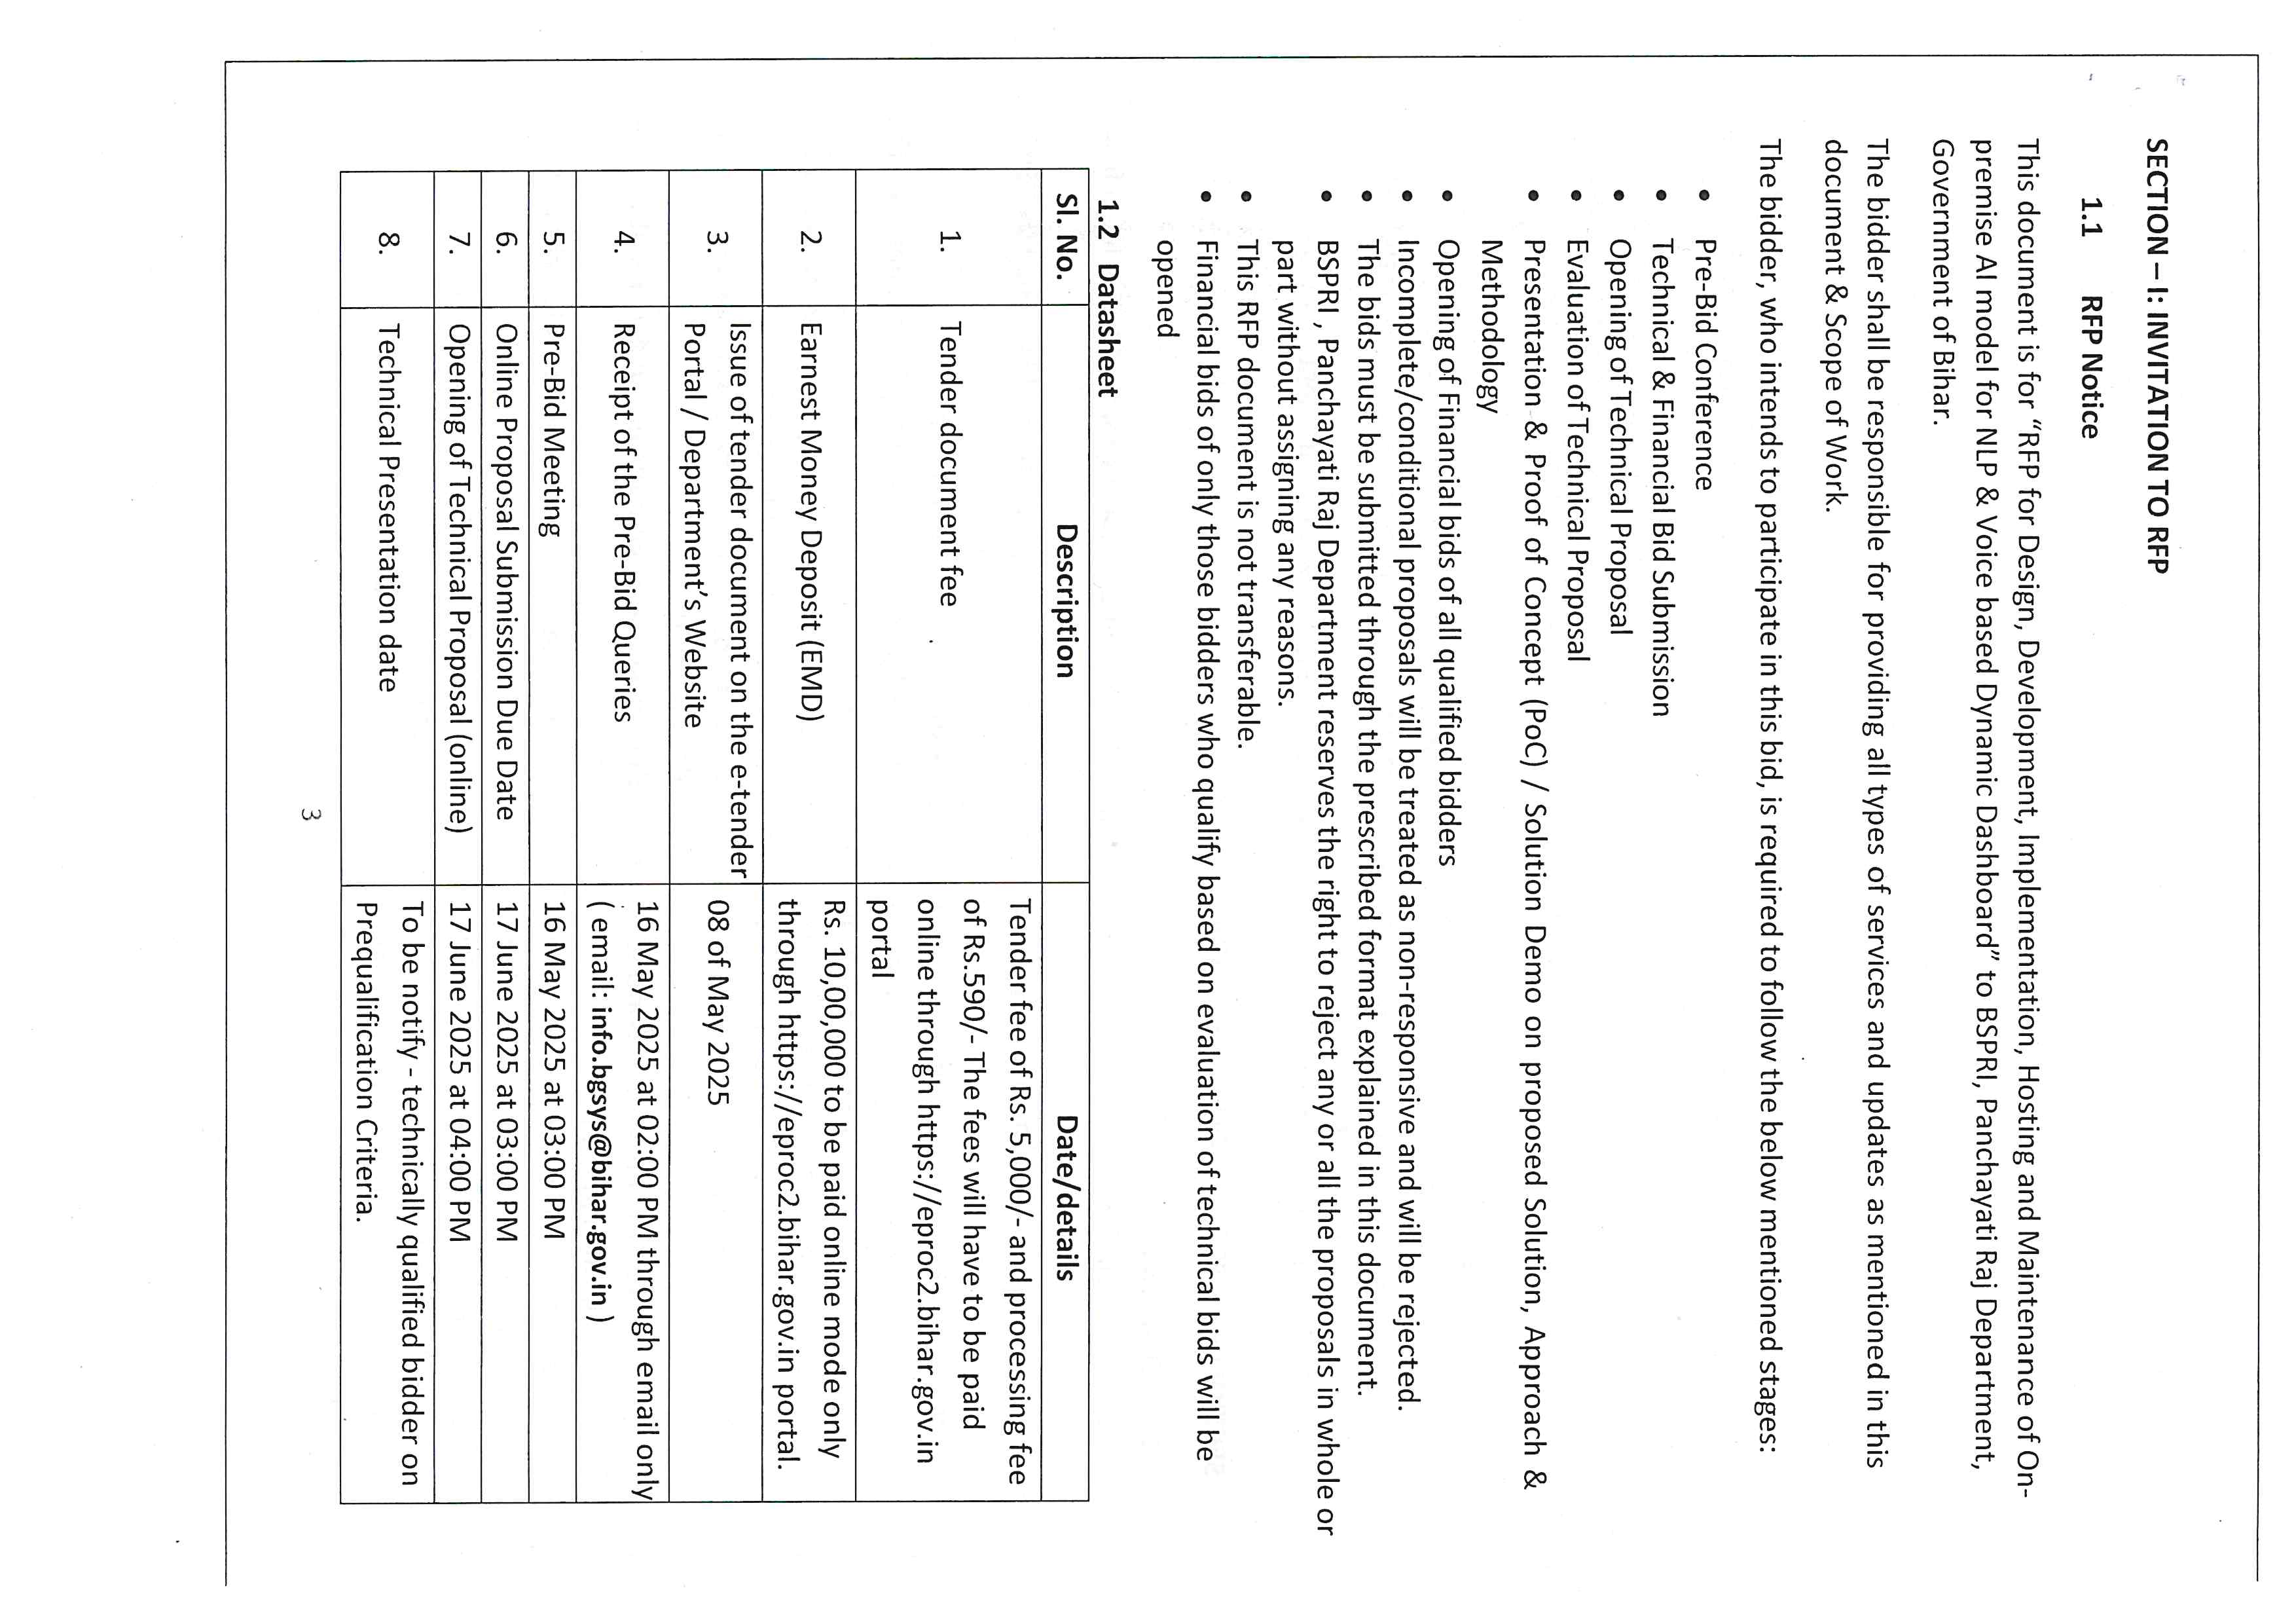 SECTION – I: INVITATION TO RFP
1.1 RFP Notice
This document is for “RFP for Design, Development, Implementation, Hosting and Maintenance of On-
premise AI model for NLP & Voice based Dynamic Dashboard” to BSPRI, Panchayati Raj Department,
Government of Bihar.
The bidder shall be responsible for providing all types of services and updates as mentioned in this
document & Scope of Work.
The bidder, who intends to participate in this bid, is required to follow the below mentioned stages:
• Pre-Bid Conference
• Technical & Financial Bid Submission
• Opening of Technical Proposal
• Evaluation of Technical Proposal
• Presentation & Proof of Concept (PoC) / Solution Demo on proposed Solution, Approach &
Methodology
• Opening of Financial bids of all qualified bidders
• Incomplete/conditional proposals will be treated as non-responsive and will be rejected.
• The bids must be submitted through the prescribed format explained in this document.
• BSPRI , Panchayati Raj Department reserves the right to reject any or all the proposals in whole or
part without assigning any reasons.
• This RFP document is not transferable.
• Financial bids of only those bidders who qualify based on evaluation of technical bids will be
opened
1.2 Datasheet
Sl. No. Description Date/details
1. Tender document fee Tender fee of Rs. 5,000/- and processing fee
of Rs.590/- The fees will have to be paid
online through https://eproc2.bihar.gov.in
portal
2. Earnest Money Deposit (EMD) Rs. 10,00,000 to be paid online mode only
through https://eproc2.bihar.gov.in portal.
3. Issue of tender document on the e-tender
Portal / Department’s Website 08 of May 2025
4. Receipt of the Pre-Bid Queries 16 May 2025 at 02:00 PM through email only
( email: info.bgsys@bihar.gov.in )
5. Pre-Bid Meeting 16 May 2025 at 03:00 PM
6. Online Proposal Submission Due Date 17 June 2025 at 03:00 PM
7. Opening of Technical Proposal (online) 17 June 2025 at 04:00 PM
8. Technical Presentation date To be notify - technically qualified bidder on
Prequalification Criteria.
3